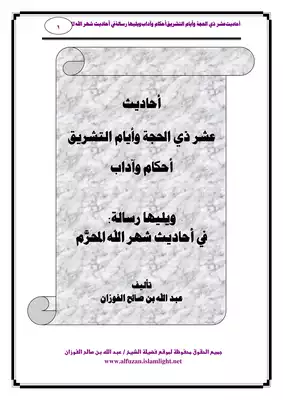 أحاديث عشر ذي الحجة وأيام التشريق أحكام وآداب ويليها رسالة في أحاديث شهر الله المحرم
١
أحاديث
عشر ذي الحجة وأيام التشريق
أحكام وآداب
ويليها رسالة:
في أحاديث شهر الله المحرَّم
تأليف
عبد الله بن صالح الفوزان
جميع الحقوق محفوظة لموقع فضيلة الشيخ / عبد الله بن صالح الفوزان
www.alfuzan.islamlight.net